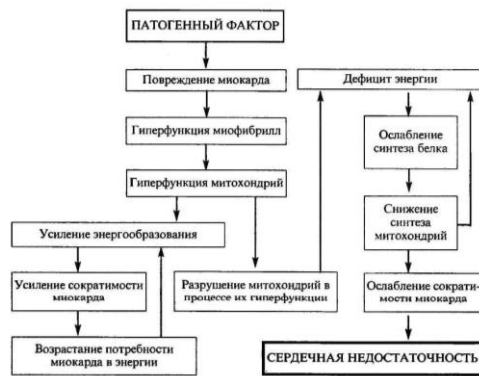 ПАТОГЕННЫЙ ФАКТОР
Повреждение миокарда
Гиперфункция миофибрилл
Гиперфункция митохондрий
Усиление энергообразования
Усиление сократимости
миокарда
Возрастание потребности
миокарда в энергии
Разрушение митохондрий в
процессе их гиперфункции
Дефицит энергии
Ослабление
синтеза белка
Снижение
синтеза
митохондрий
Ослабление сократи-
мости миокарда
СЕРДЕЧНАЯ НЕДОСТАТОЧНОСТЬ